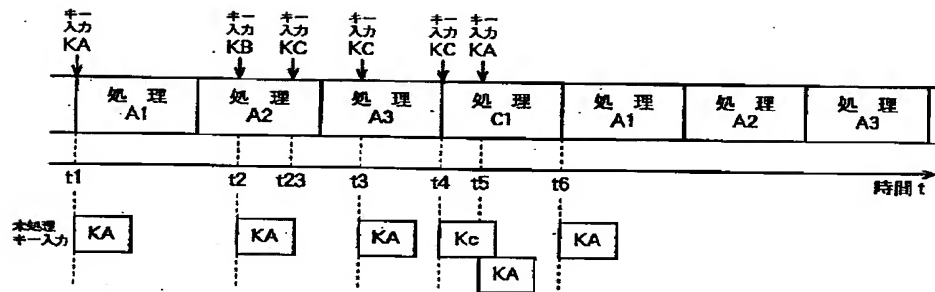 キー入力 KA
キー入力 KB
キー入力 KC
キー入力 KC
キー入力 KC
キー入力 KA
処理 A1
処理 A2
処理 A3
処理 C1
処理 A1
処理 A2
処理 A3
t1 t2 t23 t3 t4 t5 t6 時間 t
未処理キー入力 KA KA KA Kc KA
KA